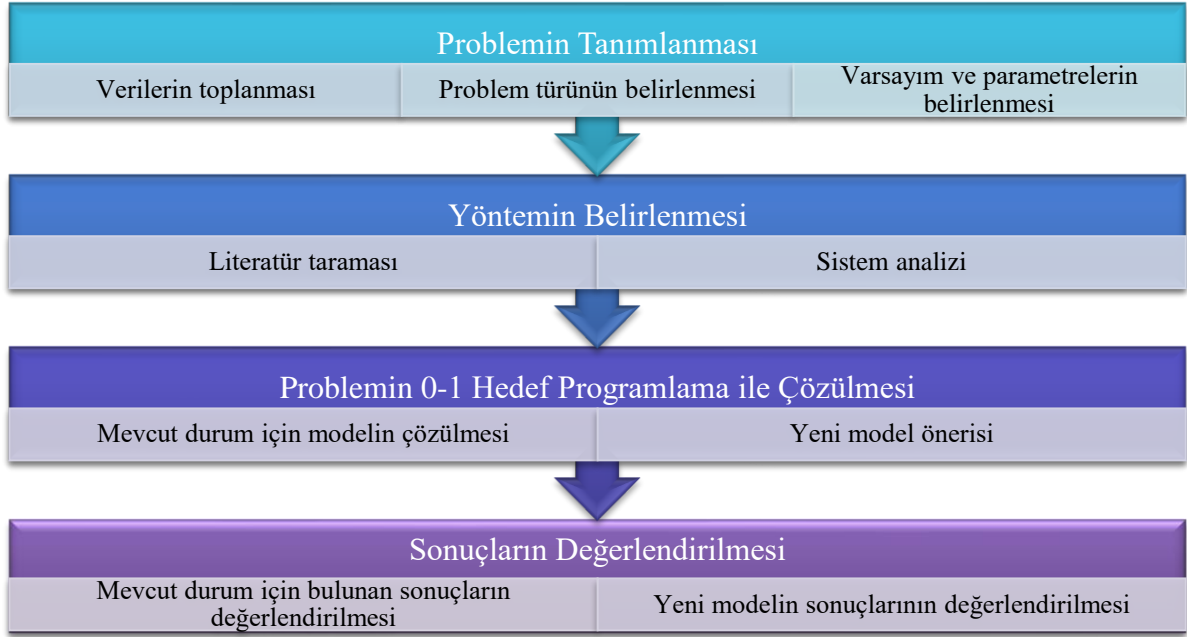 Problemin Tanımlanması
Verilerin toplanması
Problem türünün belirlenmesi
Varsayım ve parametrelerin
belirlenmesi
Yöntemin Belirlenmesi
Literatür taraması
Sistem analizi
Problemin 0-1 Hedef Programlama ile Çözülmesi
Mevcut durum için modelin çözülmesi
Yeni model önerisi
Sonuçların Değerlendirilmesi
Mevcut durum için bulunan sonuçların
değerlendirilmesi
Yeni modelin sonuçlarının değerlendirilmesi